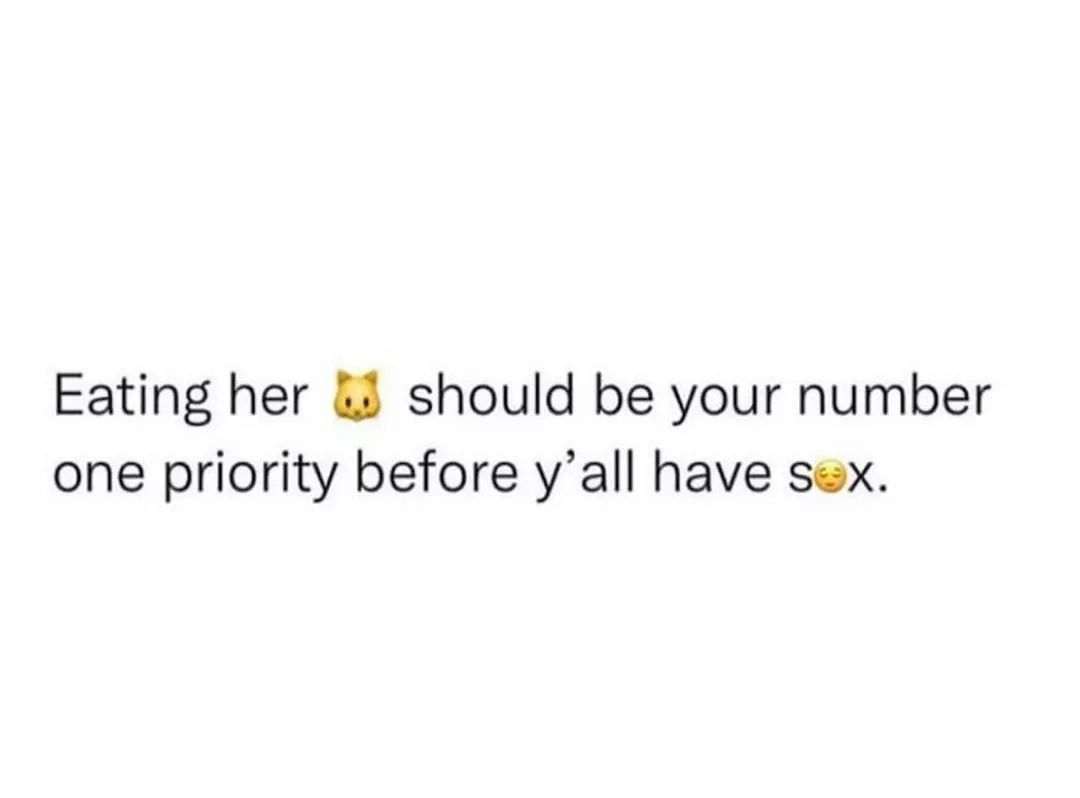 Eating her 🐱 should be your number
one priority before y’all have s😌x.